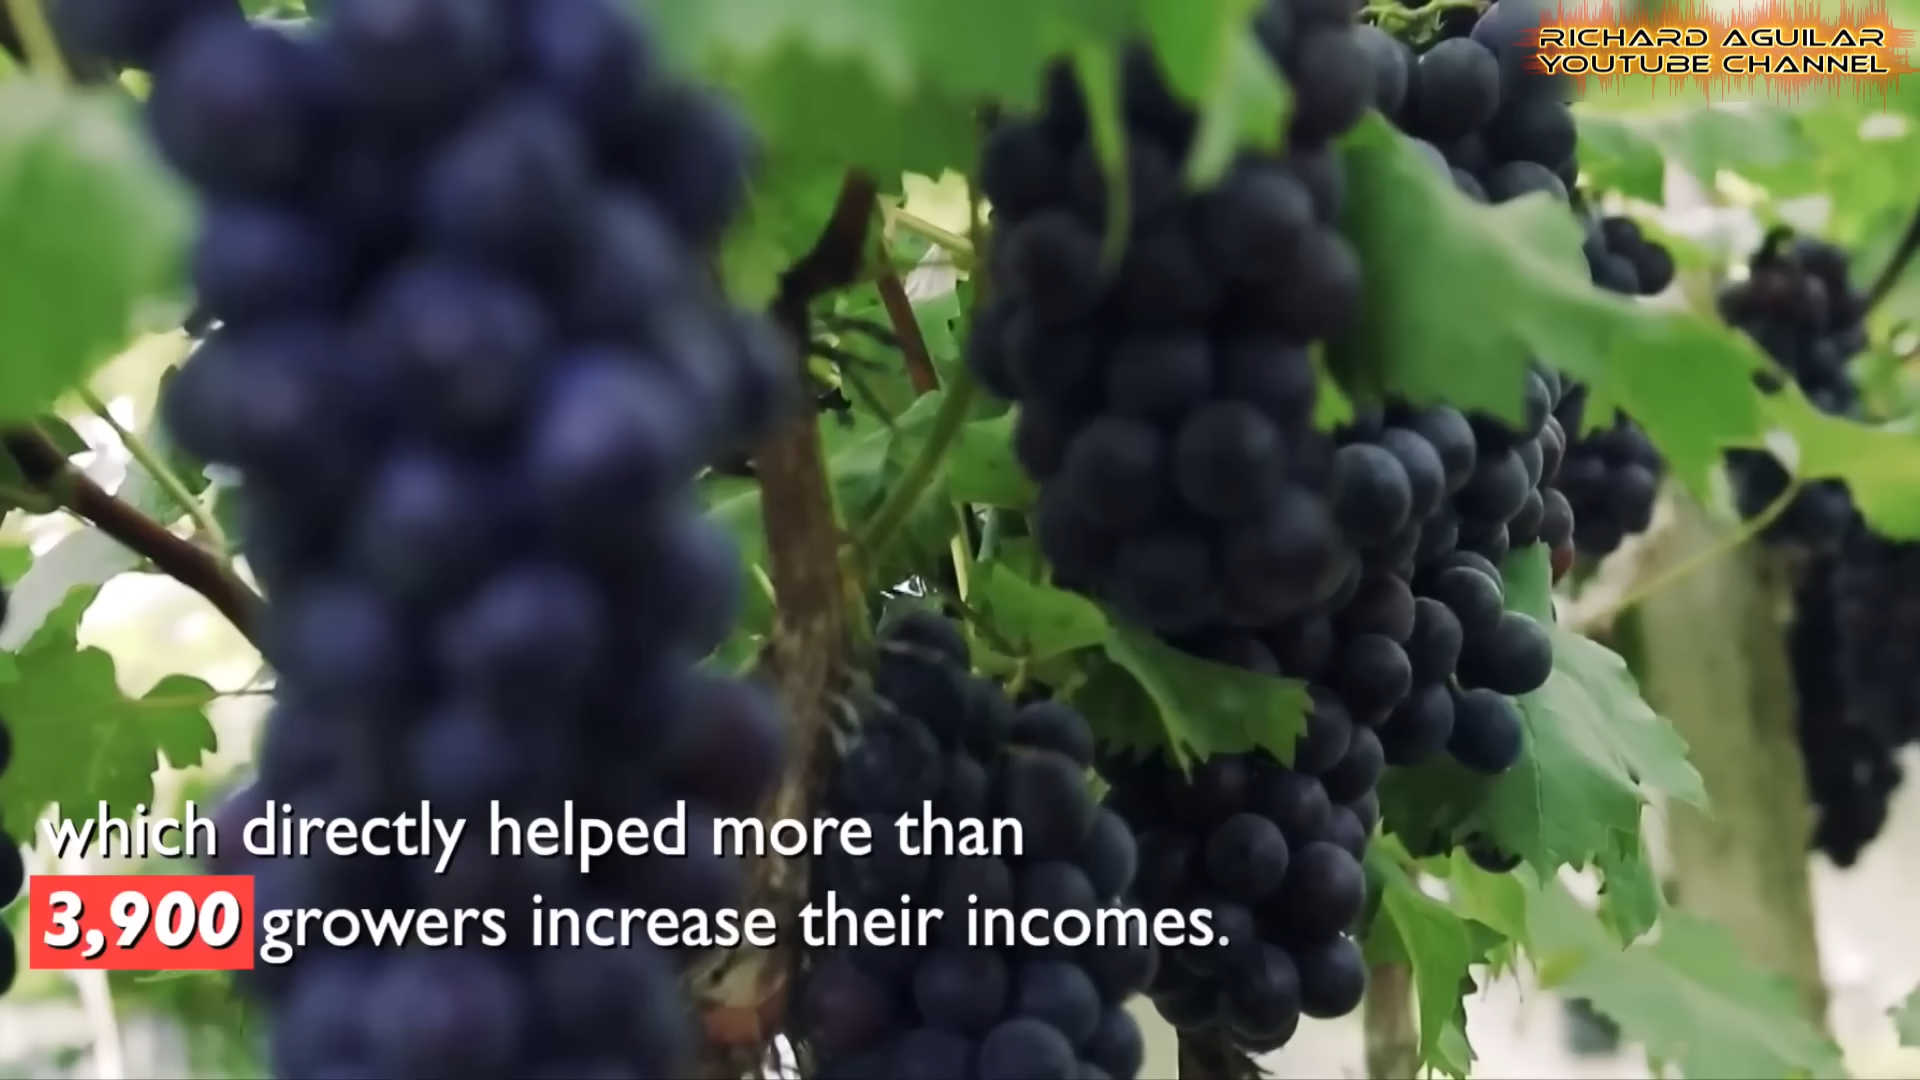 RICHARD AGUILAR
YOUTUBE CHANNEL
which directly helped more than
3,900 growers increase their incomes.